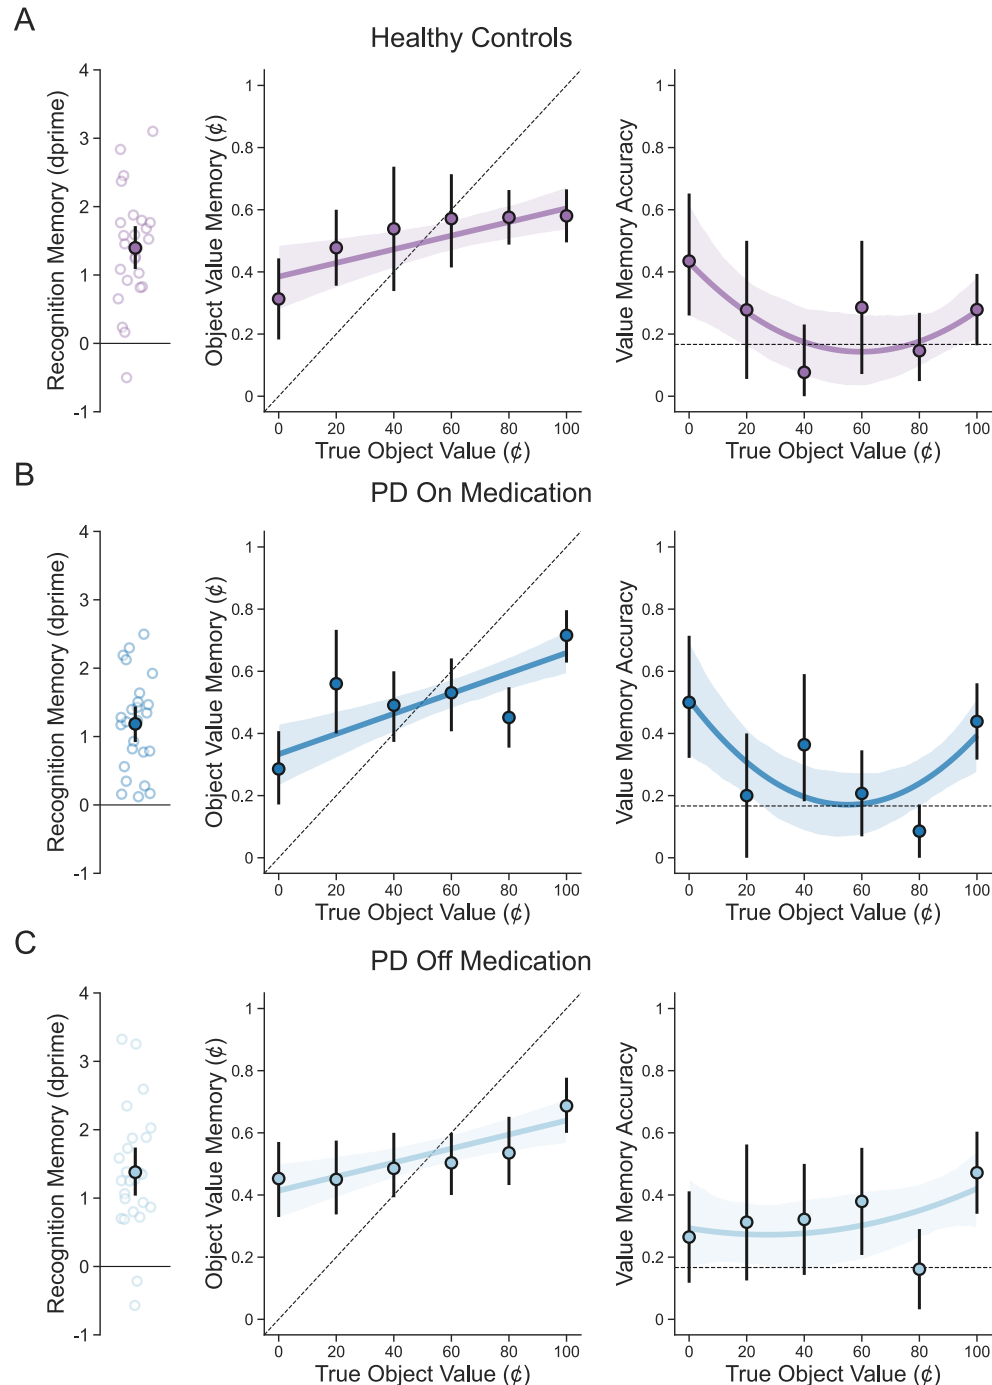 A
Healthy Controls
Recognition Memory (dprime)
4
3
2
1
0
-1
Object Value Memory (¢)
1
0.8
0.6
0.4
0.2
0
0 20 40 60 80 100
True Object Value (¢)
Value Memory Accuracy
1
0.8
0.6
0.4
0.2
0
0 20 40 60 80 100
True Object Value (¢)
B
PD On Medication
Recognition Memory (dprime)
4
3
2
1
0
-1
Object Value Memory (¢)
1
0.8
0.6
0.4
0.2
0
0 20 40 60 80 100
True Object Value (¢)
Value Memory Accuracy
1
0.8
0.6
0.4
0.2
0
0 20 40 60 80 100
True Object Value (¢)
C
PD Off Medication
Recognition Memory (dprime)
4
3
2
1
0
-1
Object Value Memory (¢)
1
0.8
0.6
0.4
0.2
0
0 20 40 60 80 100
True Object Value (¢)
Value Memory Accuracy
1
0.8
0.6
0.4
0.2
0
0 20 40 60 80 100
True Object Value (¢)